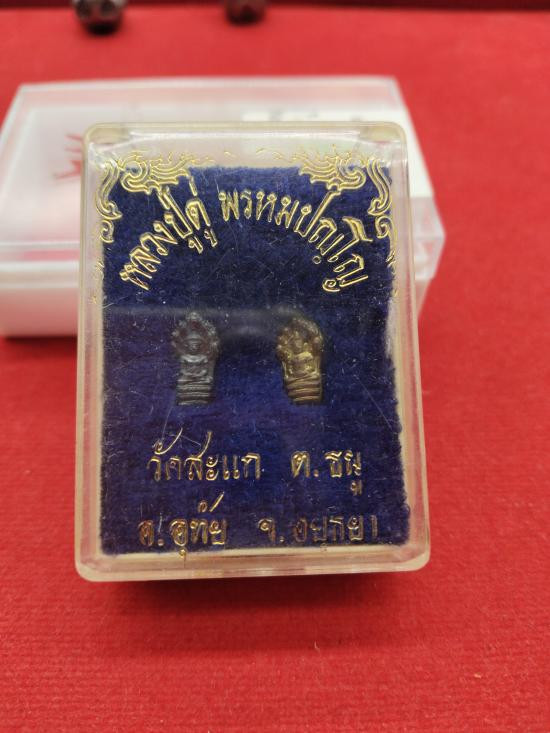 หลวงปู่ดู่ พรหมปัญโญ
วัดสะแก ต. ธนู
อ. อุทัย จ. อยุธยา